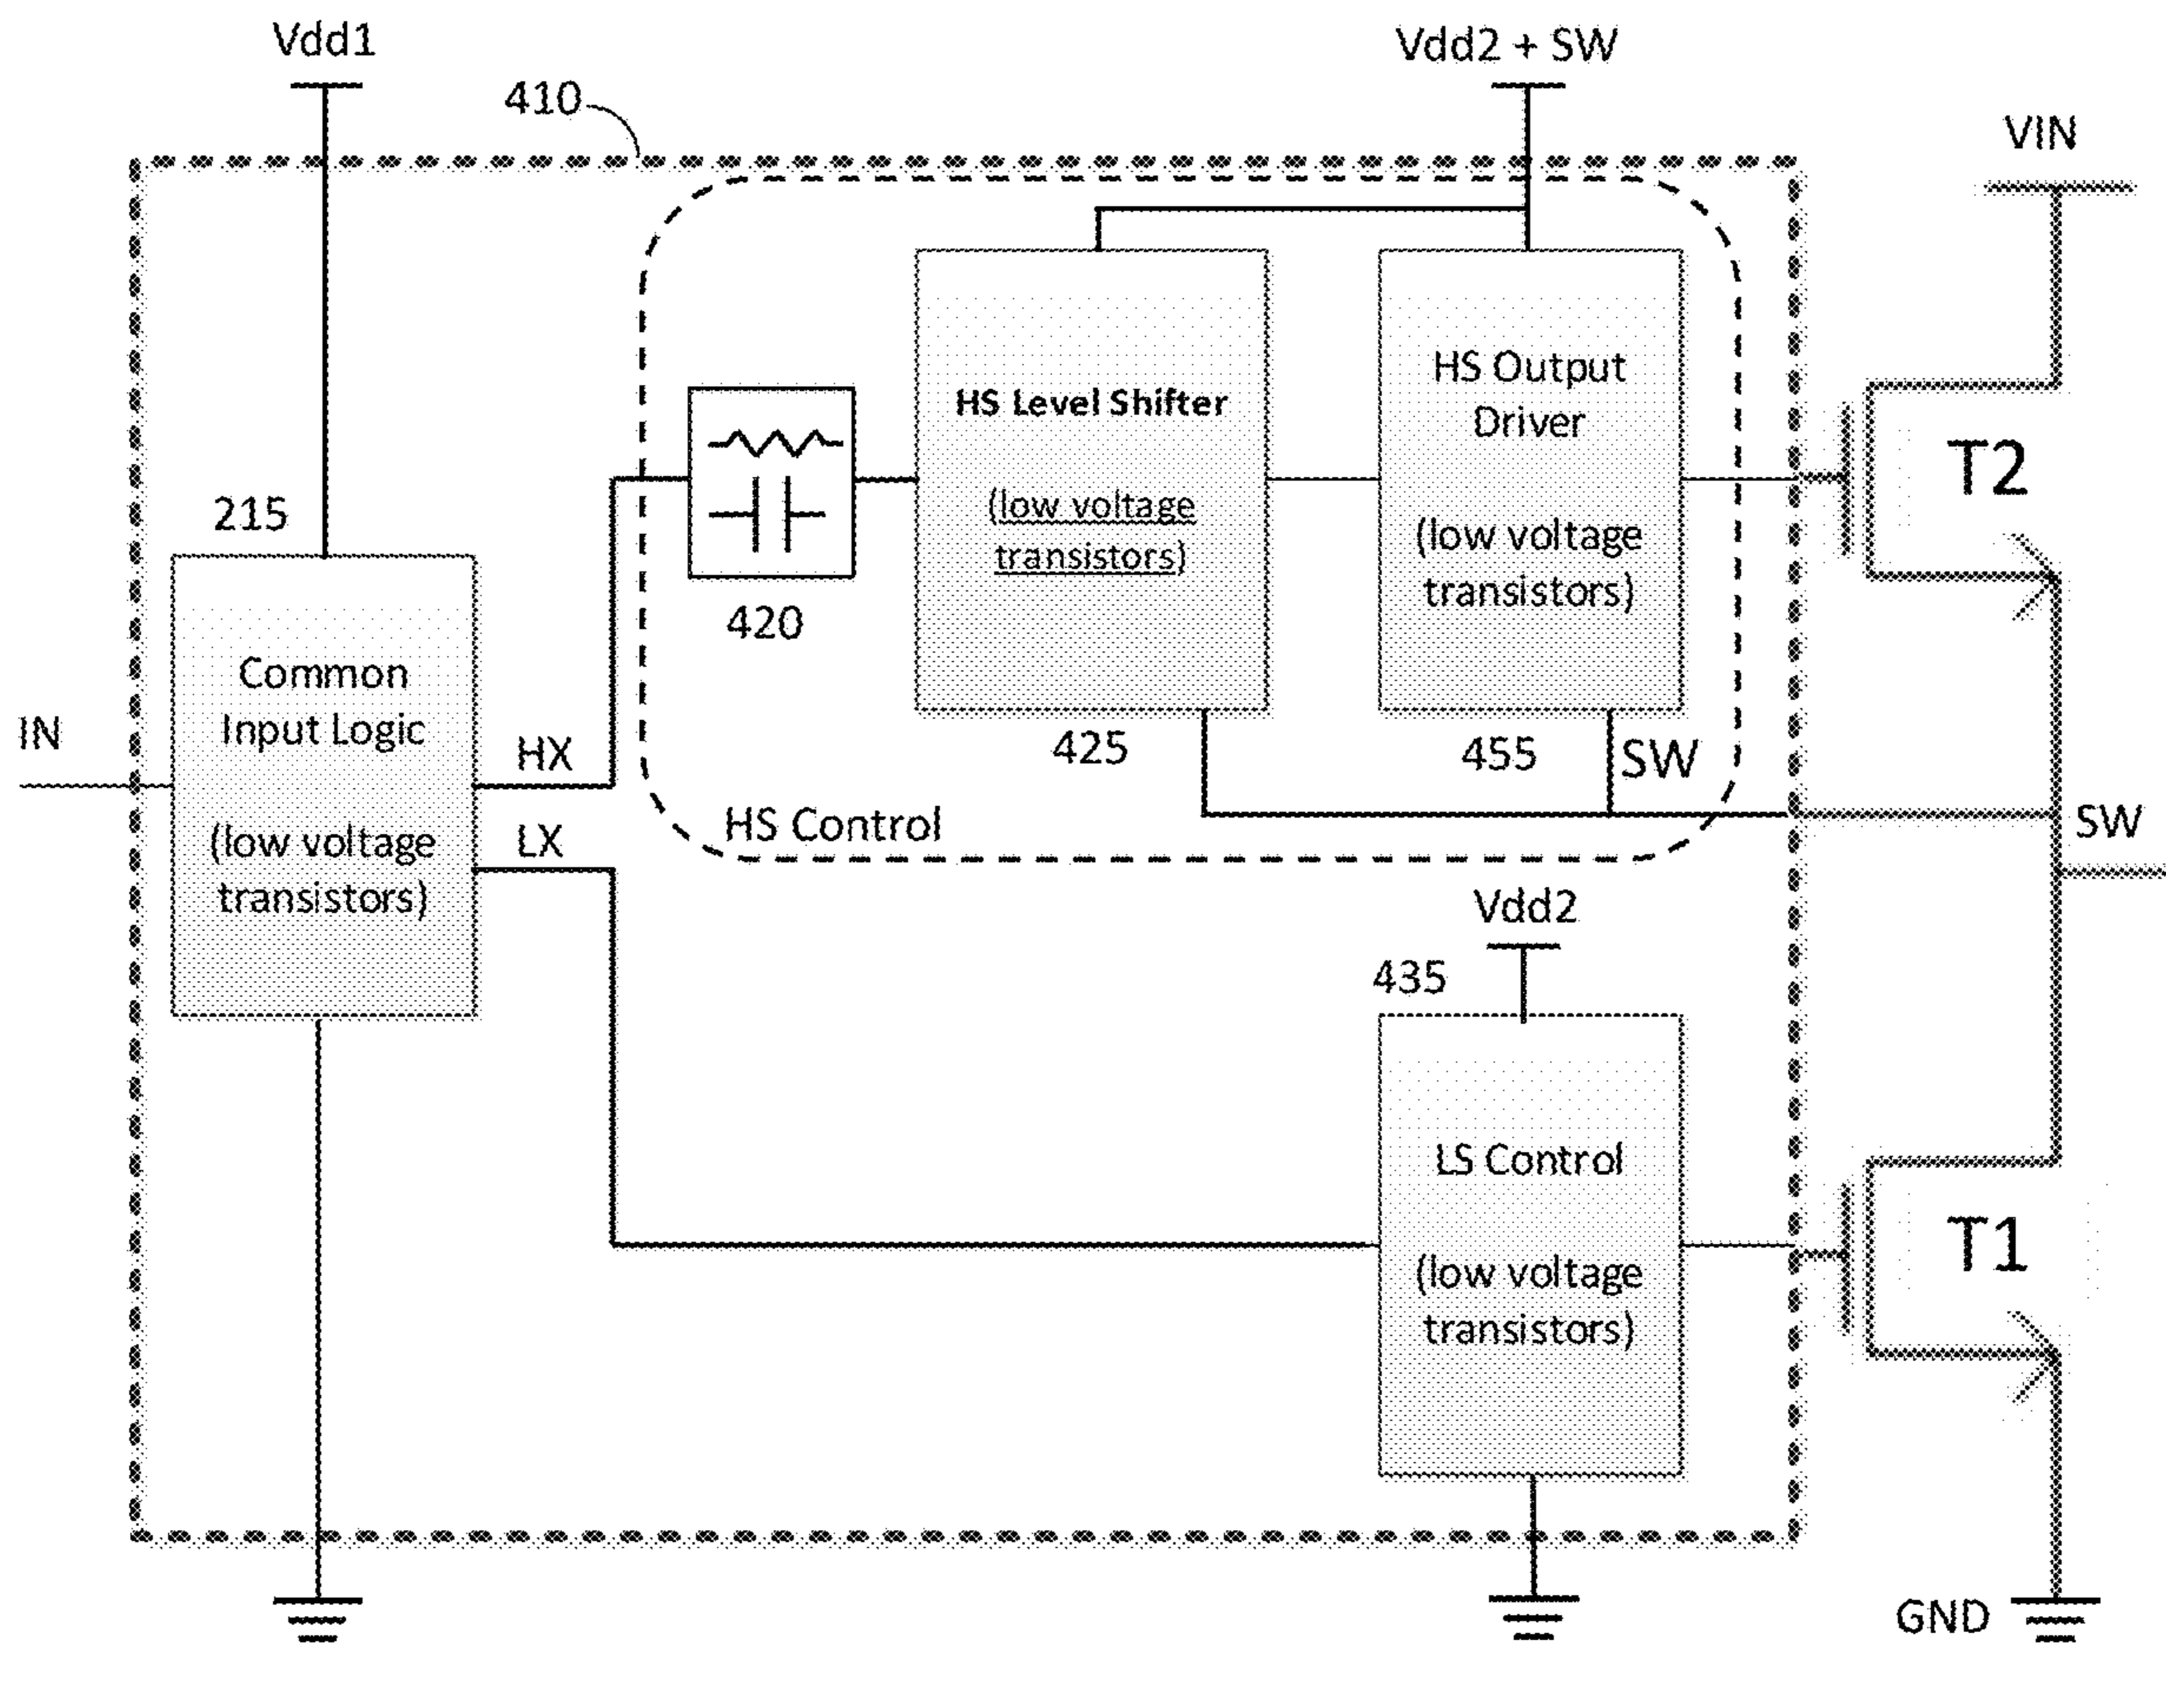 Vdd1
Vdd2 + SW
410
VIN
215
HS Level Shifter
(low voltage
transistors)
HS Output
Driver
(low voltage
transistors)
T2
420
Common
Input Logic
(low voltage
transistors)
IN
HX
LX
425
455
SW
HS Control
SW
Vdd2
435
LS Control
(low voltage
transistors)
T1
GND